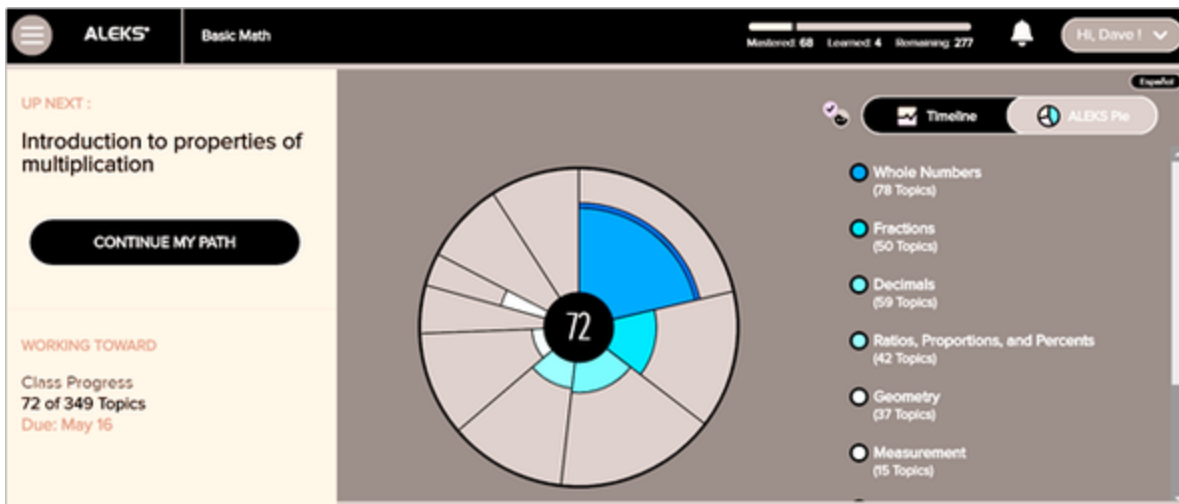 ALEKS®
Basic Math
Mastered: 68 Learned: 4 Remaining: 277
Hi, Dave !
Español
UP NEXT :
Introduction to properties of
multiplication
CONTINUE MY PATH
WORKING TOWARD
Class Progress
72 of 349 Topics
Due: May 16
Timeline
ALEKS Pie
72
Whole Numbers
(78 Topics)
Fractions
(50 Topics)
Decimals
(59 Topics)
Ratios, Proportions, and Percents
(42 Topics)
Geometry
(37 Topics)
Measurement
(15 Topics)